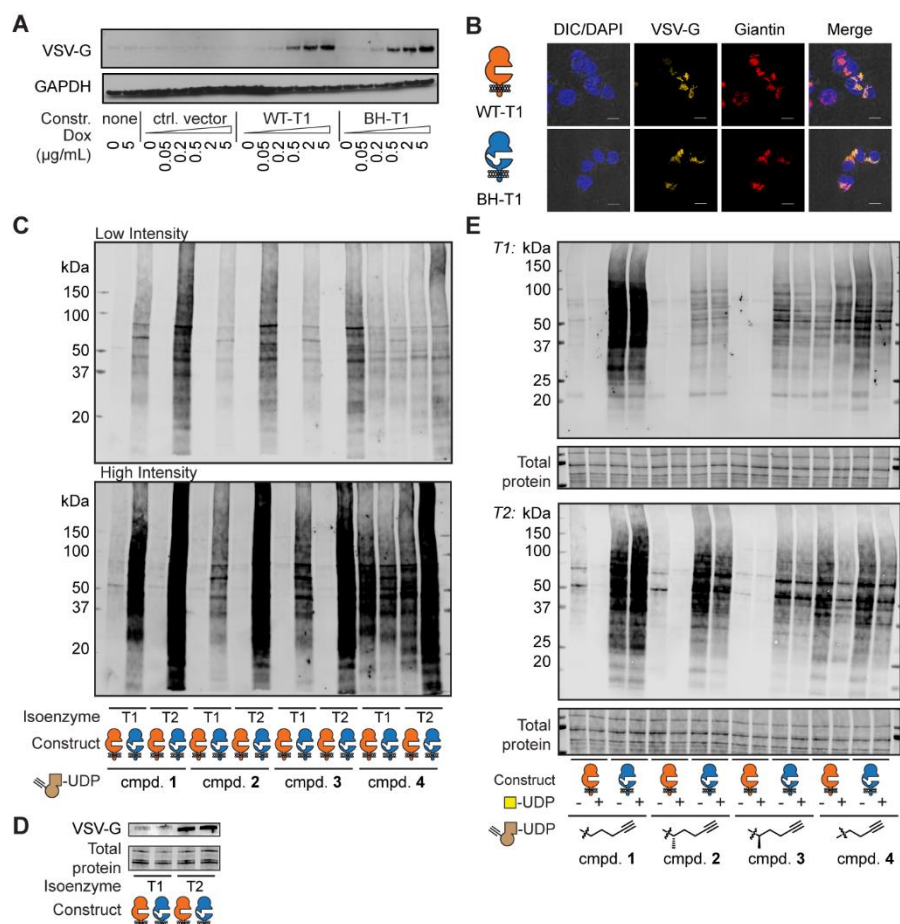 A
VSV-G
GAPDH
Constr. none ctrl. vector WT-T1 BH-T1
Dox
(µg/mL)
0 5 0 0.05 0.2 0.5 2 5 0 0.05 0.2 0.5 2 5 0 0.05 0.2 0.5 2 5
B
DIC/DAPI VSV-G Giantin Merge
WT-T1
BH-T1
C
Low Intensity
kDa
150
100
50
37
20
High Intensity
kDa
150
100
50
37
20
Isoenzyme T1 T2 T1 T2 T1 T2 T1 T2
Construct
-UDP cmpd. 1 cmpd. 2 cmpd. 3 cmpd. 4
D
VSV-G
Total
protein
Isoenzyme T1 T2
Construct
E
T1: kDa
150
100
50
37
25
20
Total
protein
T2: kDa
150
100
50
37
25
20
Total
protein
Construct
-UDP - + - + - + - + - + - + - + - +
-UDP
cmpd. 1 cmpd. 2 cmpd. 3 cmpd. 4